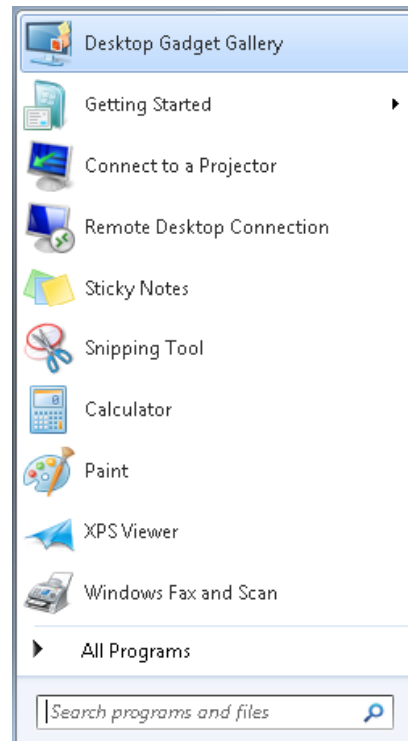 Desktop Gadget Gallery
Getting Started
Connect to a Projector
Remote Desktop Connection
Sticky Notes
Snipping Tool
Calculator
Paint
XPS Viewer
Windows Fax and Scan
All Programs
Search programs and files